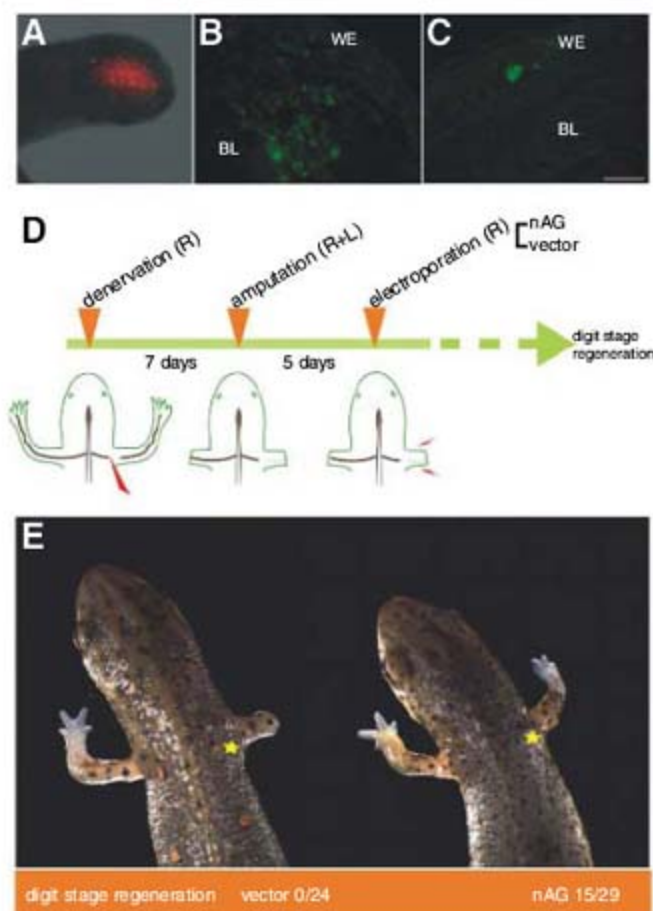 A
B
C
WE
WE
BL
BL
D
denervation (R)
amputation (R+L)
electroporation (R)
nAG
vector
7 days
5 days
digit stage
regeneration
E
digit stage regeneration vector 0/24 nAG 15/29